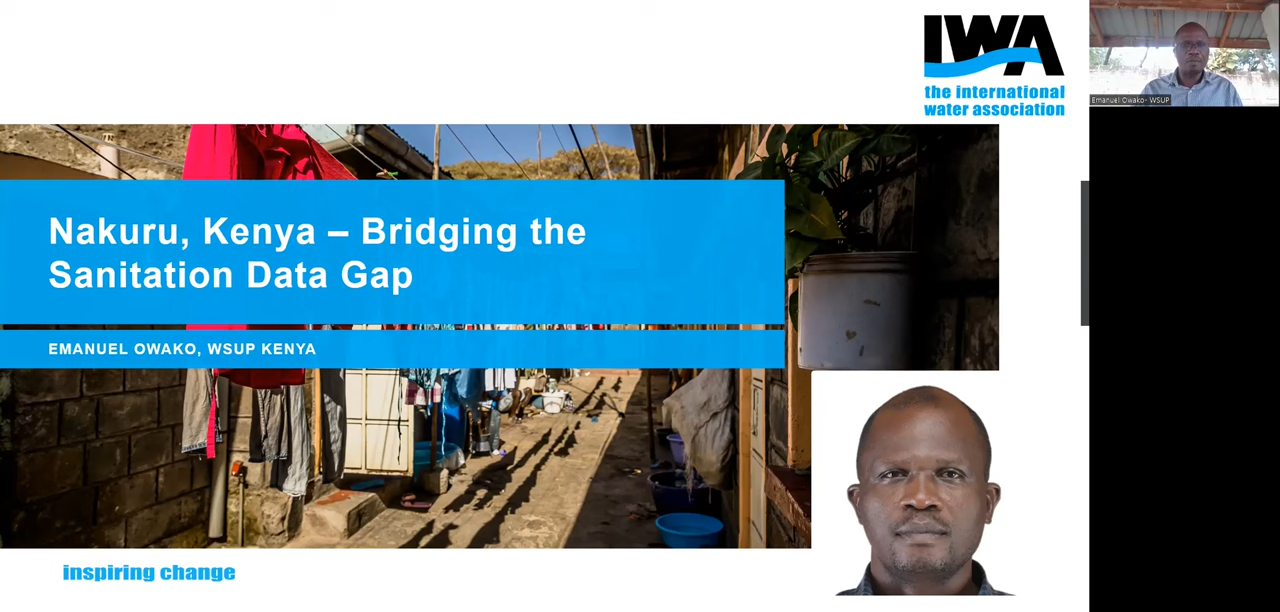 IWA
the international
water association
Emanuel Owako- WSUP
Nakuru, Kenya – Bridging the
Sanitation Data Gap
EMANUEL OWAKO, WSUP KENYA
inspiring change